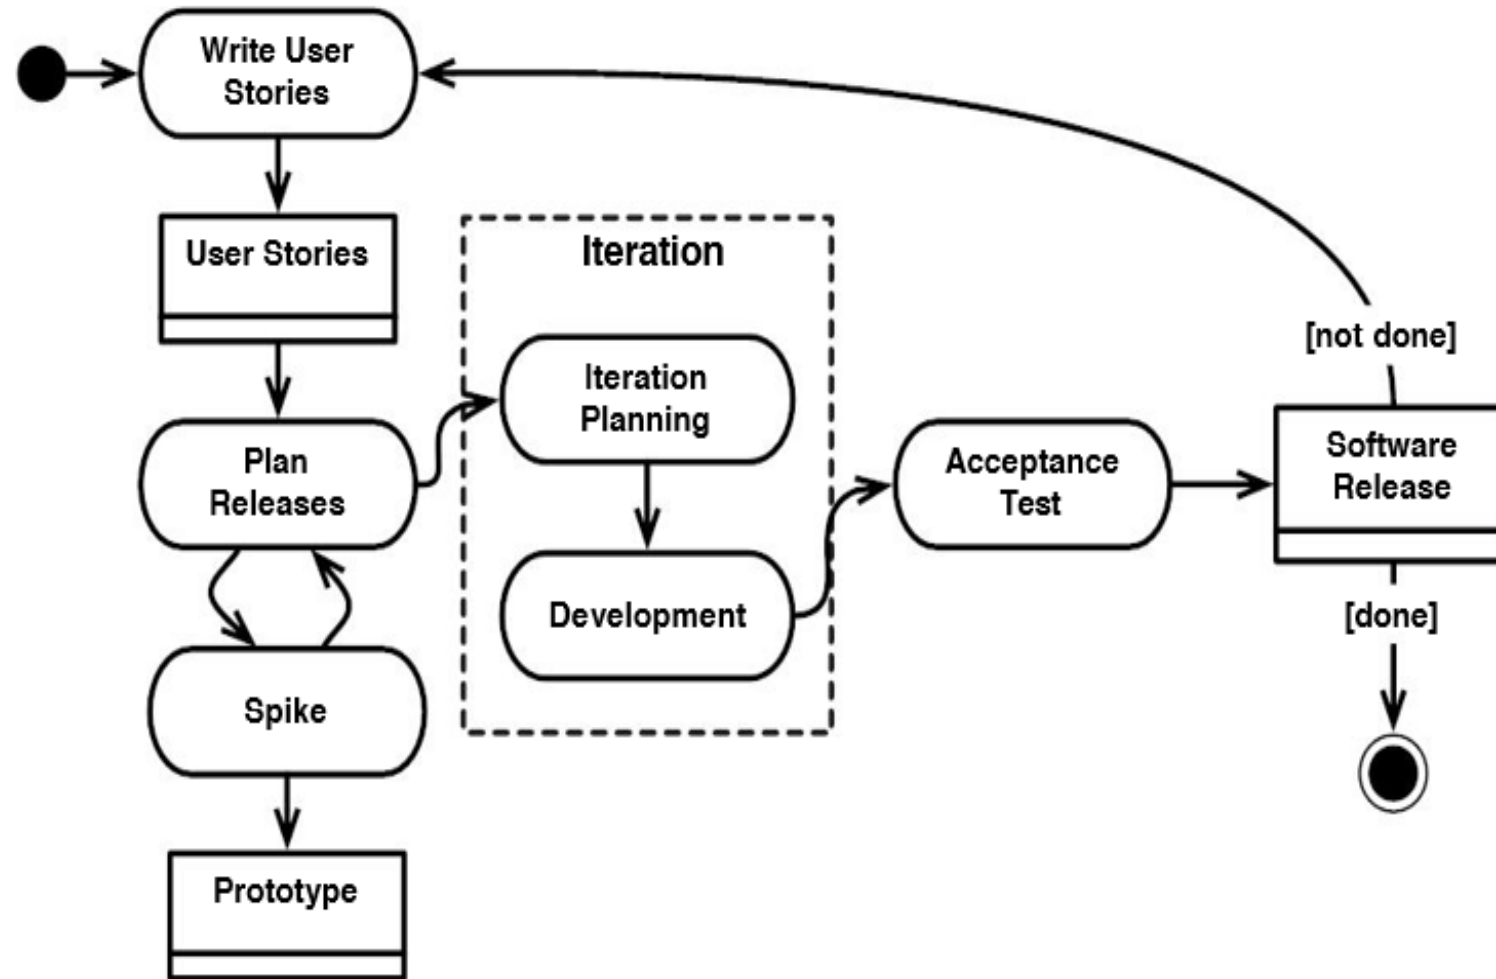 Write User
Stories
User Stories
Iteration
[not done]
Iteration
Planning
Plan
Releases
Acceptance
Test
Software
Release
Development
[done]
Spike
Prototype